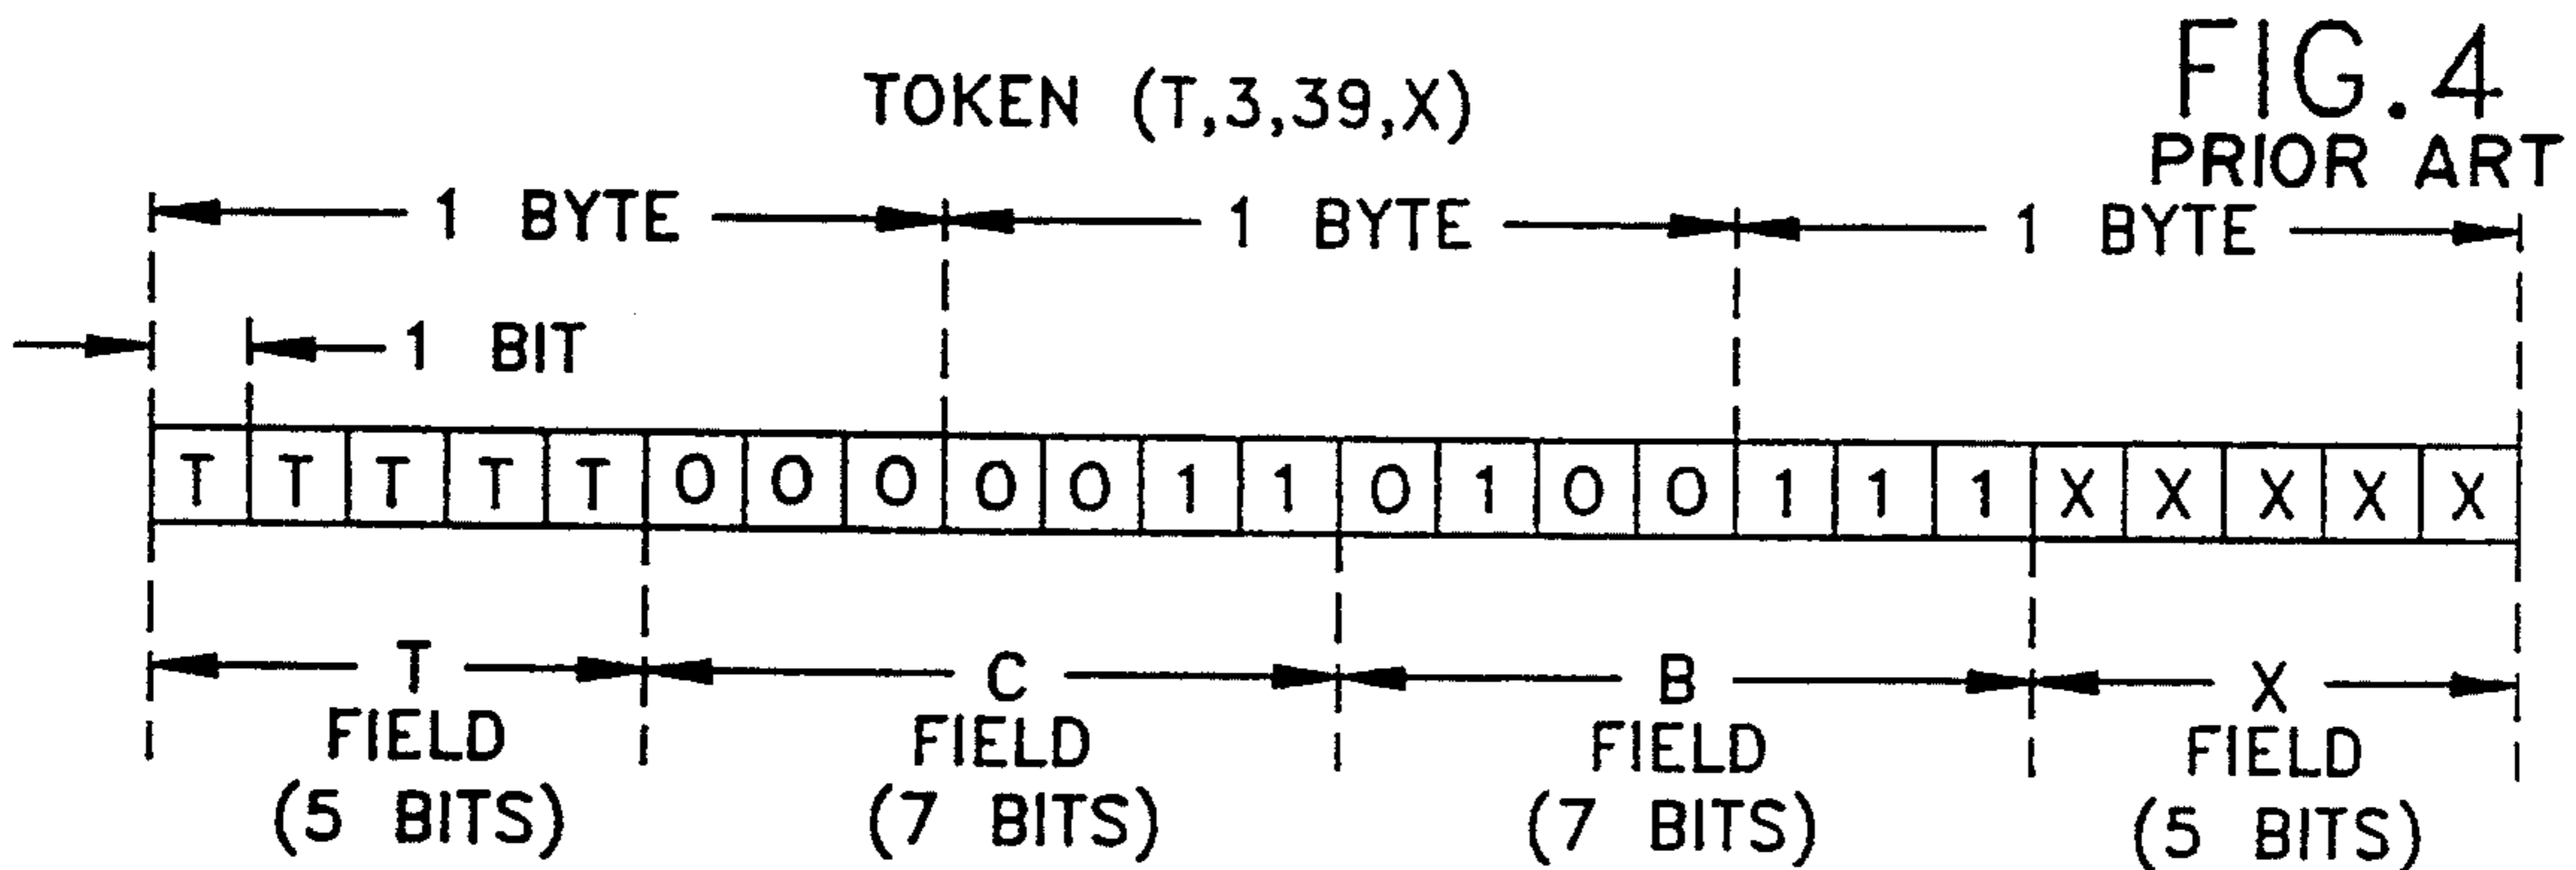 FIG. 4
PRIOR ART
TOKEN (T,3,39,X)
1 BYTE 1 BYTE 1 BYTE
1 BIT
T T T T T 0 0 0 0 0 1 1 0 1 0 0 1 1 1 X X X X X
T C B X
FIELD FIELD FIELD FIELD
(5 BITS) (7 BITS) (7 BITS) (5 BITS)